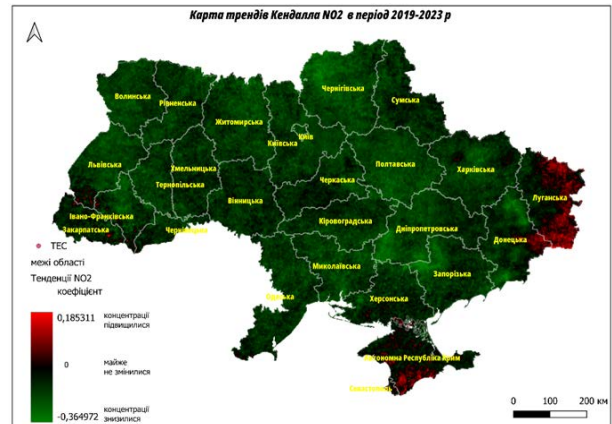 Карта трендів Кендалла NO2 в період 2019-2023 р
Волинська
Рівненська
Житомирська
Київська
Київ
Чернігівська
Сумська
Львівська
Тернопільська
Хмельницька
Вінницька
Черкаська
Полтавська
Харківська
Луганська
Івано-Франківська
Закарпатська
Кіровоградська
Дніпропетровська
Донецька
Миколаївська
Запорізька
Одеська
Херсонська
Автономна Республіка Крим
ТЕС
межі області
Тенденції NO2
коефіцієнт
0,185311 концентрації
підвищилися
0 майже
не змінилися
-0,364972 концентрації
знизилися
0 100 200 км